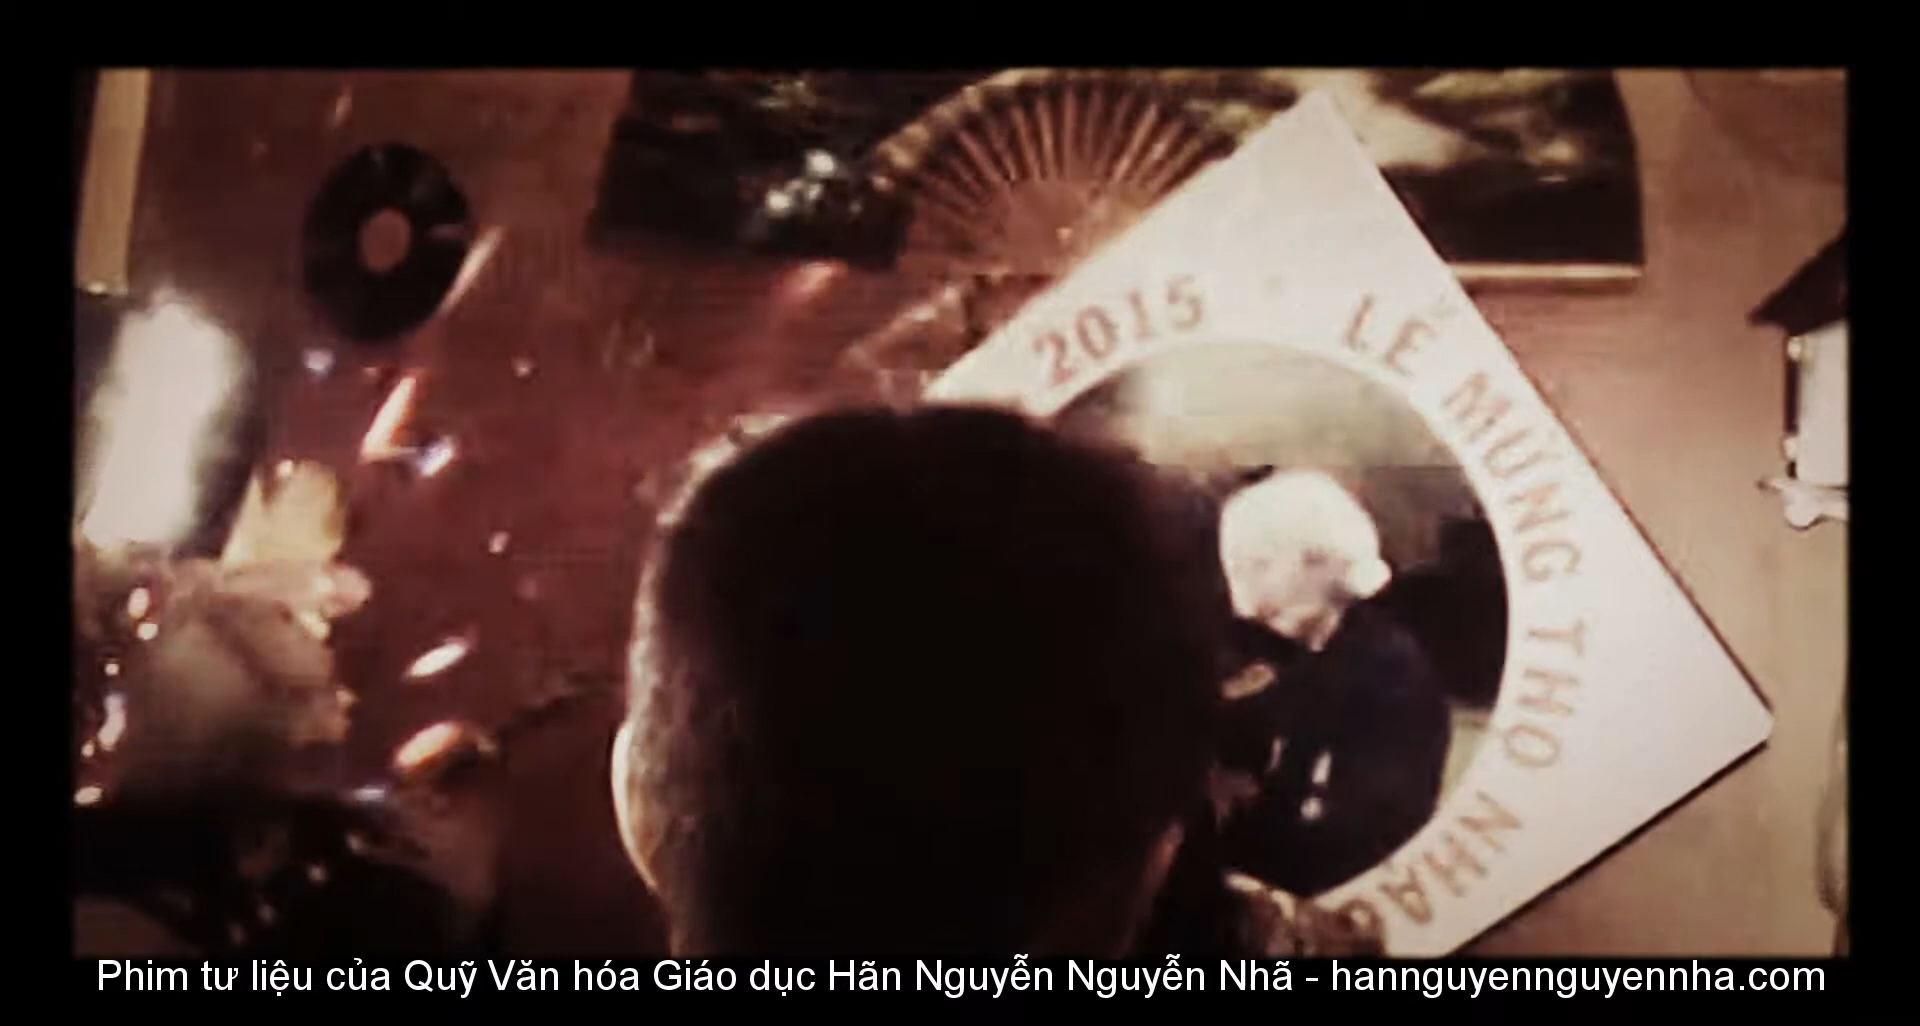 2015
LỄ MỪNG THỌ NHẠC
Phim tư liệu của Quỹ Văn hóa Giáo dục Hãn Nguyễn Nguyễn Nhã - hannguyennguyennha.com